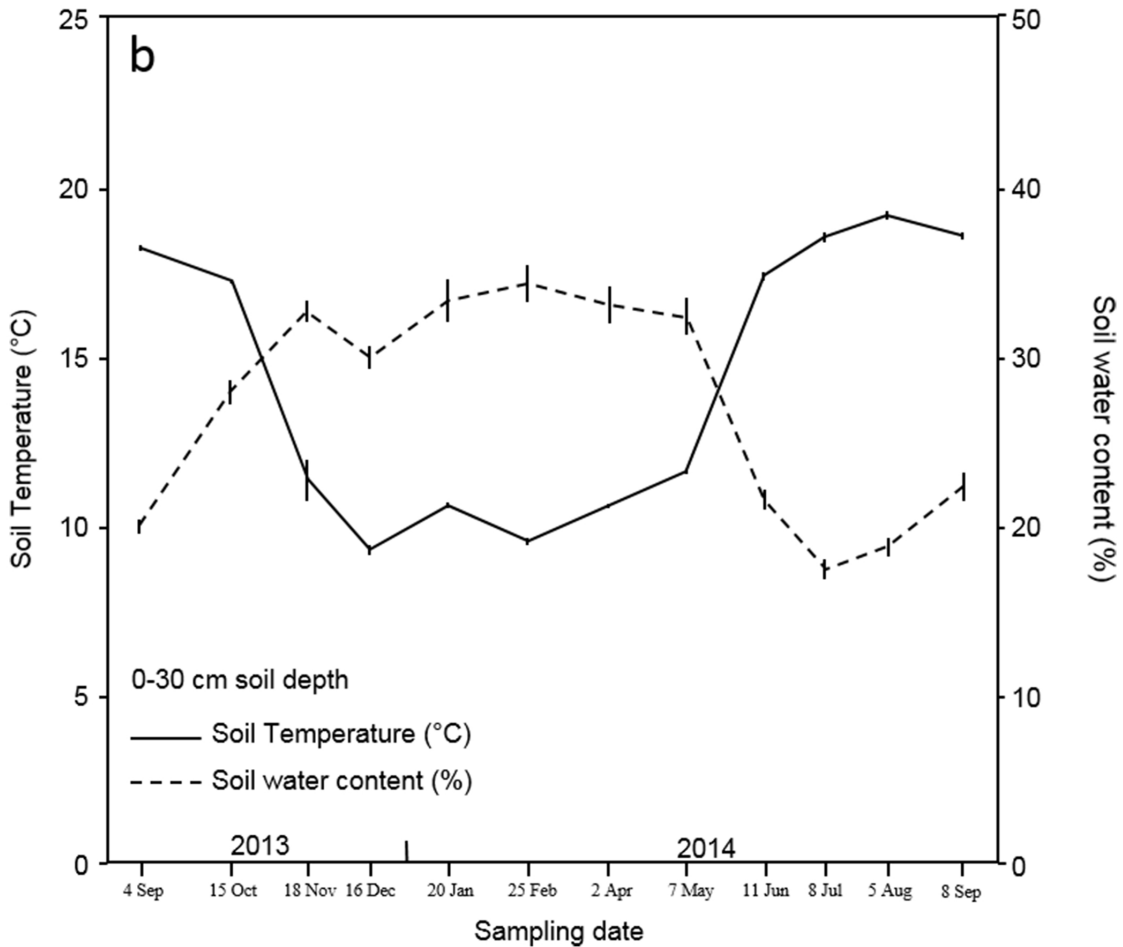 b
25
20
15
10
5
0
50
40
30
20
10
0
Soil Temperature (°C)
Soil water content (%)
0-30 cm soil depth
Soil Temperature (°C)
Soil water content (%)
2013
2014
4 Sep
15 Oct
18 Nov
16 Dec
20 Jan
25 Feb
2 Apr
7 May
11 Jun
8 Jul
5 Aug
8 Sep
Sampling date